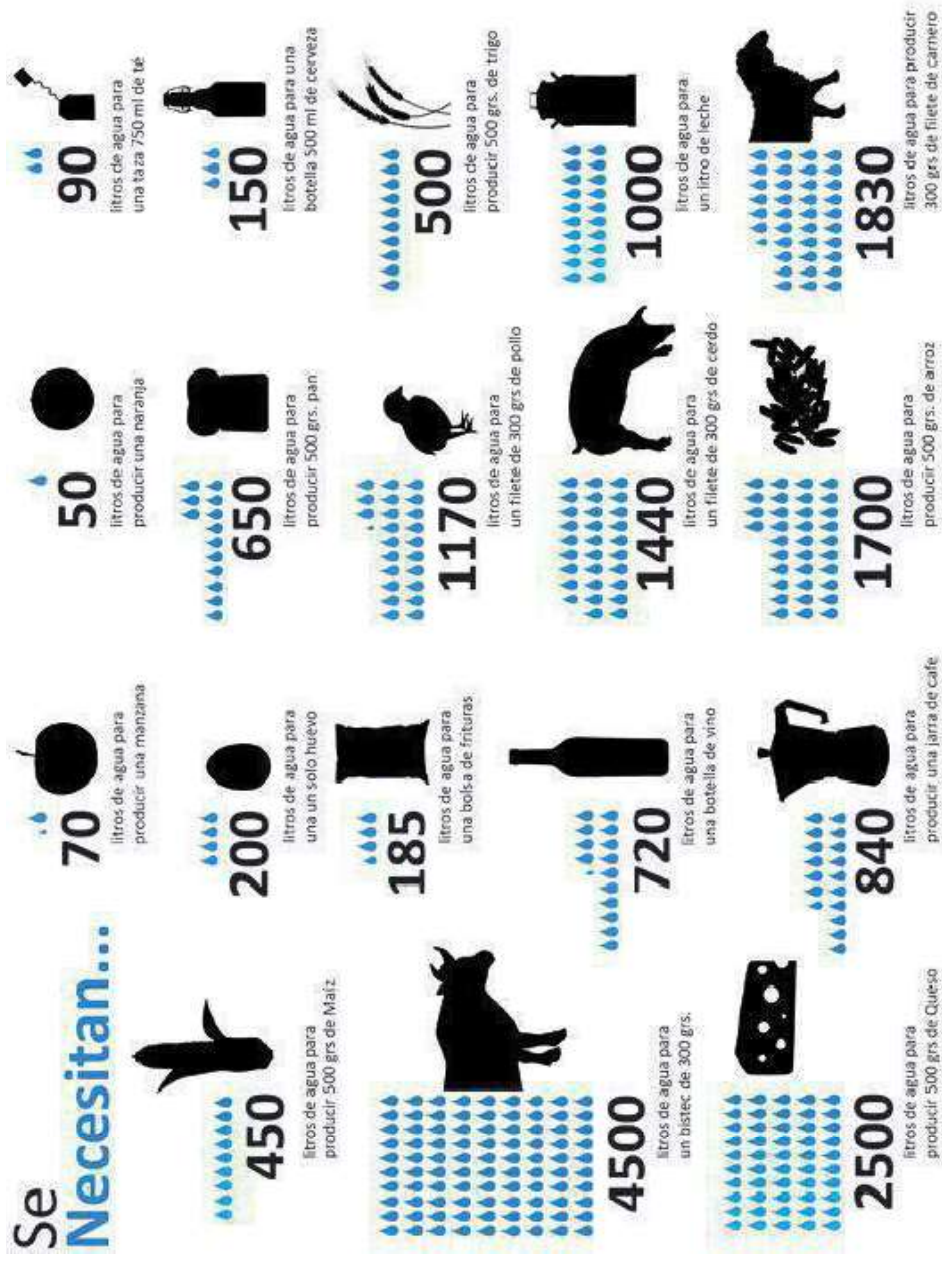 Se
Necesitan...
70
litros de agua para
producir una manzana
50
litros de agua para
producir una naranja
90
litros de agua para
una taza 750 ml de té
450
litros de agua para
producir 500 grs de Maíz
200
litros de agua para
una un solo huevo
650
litros de agua para
producir 500 grs. pan
150
litros de agua para una
botella 500 ml de cerveza
185
litros de agua para
una bolsa de frituras
1170
litros de agua para
un filete de 300 grs de pollo
500
litros de agua para
producir 500 grs. de trigo
4500
litros de agua para
un bistec de 300 grs.
720
litros de agua para
una botella de vino
1440
litros de agua para
un filete de 300 grs de cerdo
1000
litros de agua para
un litro de leche
2500
litros de agua para
producir 500 grs de Queso
840
litros de agua para
producir una jarra de cafe
1700
litros de agua para
producir 500 grs. de arroz
1830
litros de agua para producir
300 grs de filete de carnero